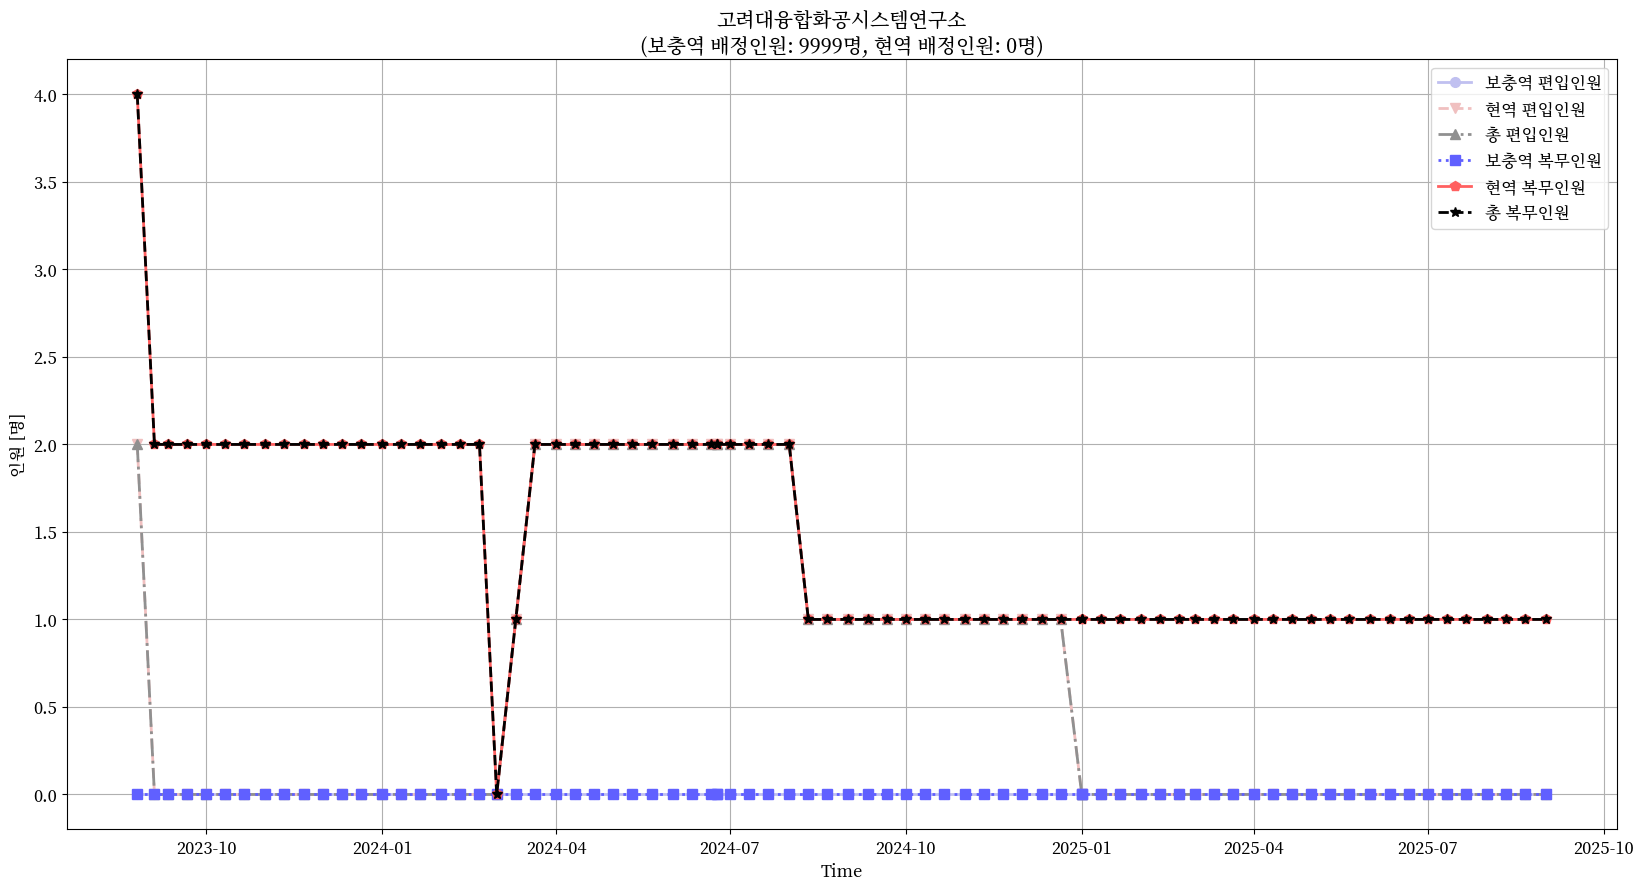 고려대융합화공시스템연구소
(보충역 배정인원: 9999명, 현역 배정인원: 0명)
보충역 편입인원
현역 편입인원
총 편입인원
보충역 복무인원
현역 복무인원
총 복무인원
4.0
3.5
3.0
2.5
2.0
1.5
1.0
0.5
0.0
인원 [명]
2023-10
2024-01
2024-04
2024-07
2024-10
2025-01
2025-04
2025-07
2025-10
Time